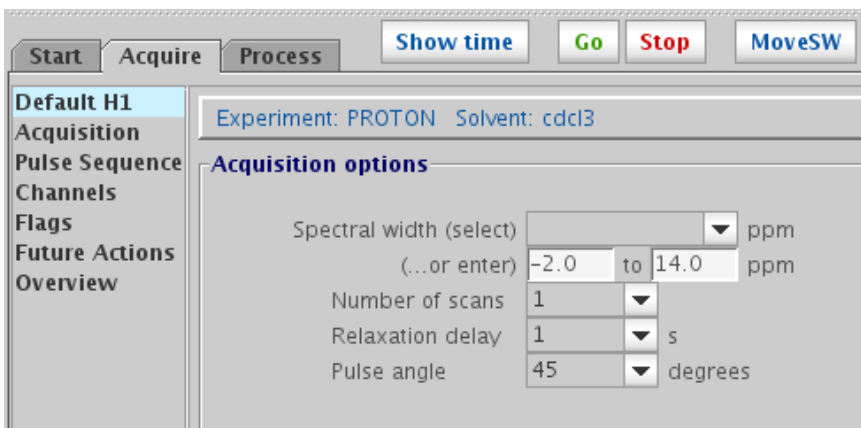 Start Acquire Process Show time Go Stop MoveSW
Default H1
Acquisition
Pulse Sequence
Channels
Flags
Future Actions
Overview
Experiment: PROTON Solvent: cdcl3
Acquisition options
Spectral width (select) ppm
(...or enter) -2.0 to 14.0 ppm
Number of scans 1
Relaxation delay 1 s
Pulse angle 45 degrees